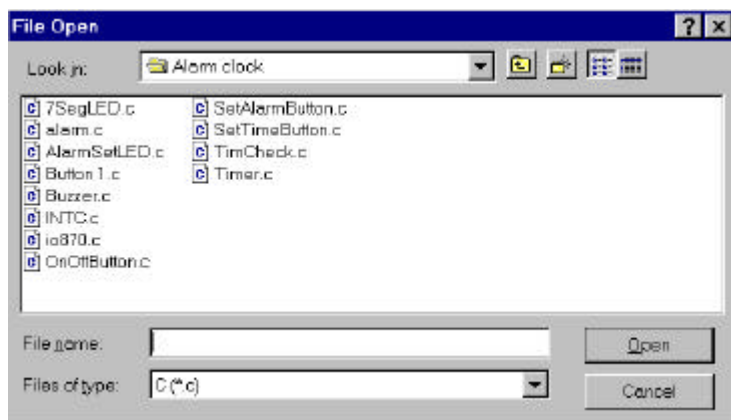 File Open
Look in: Alarm clock
7SegLED.c
alarm.c
AlarmSetLED.c
Button1.c
Buzzer.c
INTC.c
io870.c
OnOffButton.c
SetAlarmButton.c
SetTimeButton.c
TimCheck.c
Timer.c
File name:
Open
Files of type: C (*.c)
Cancel